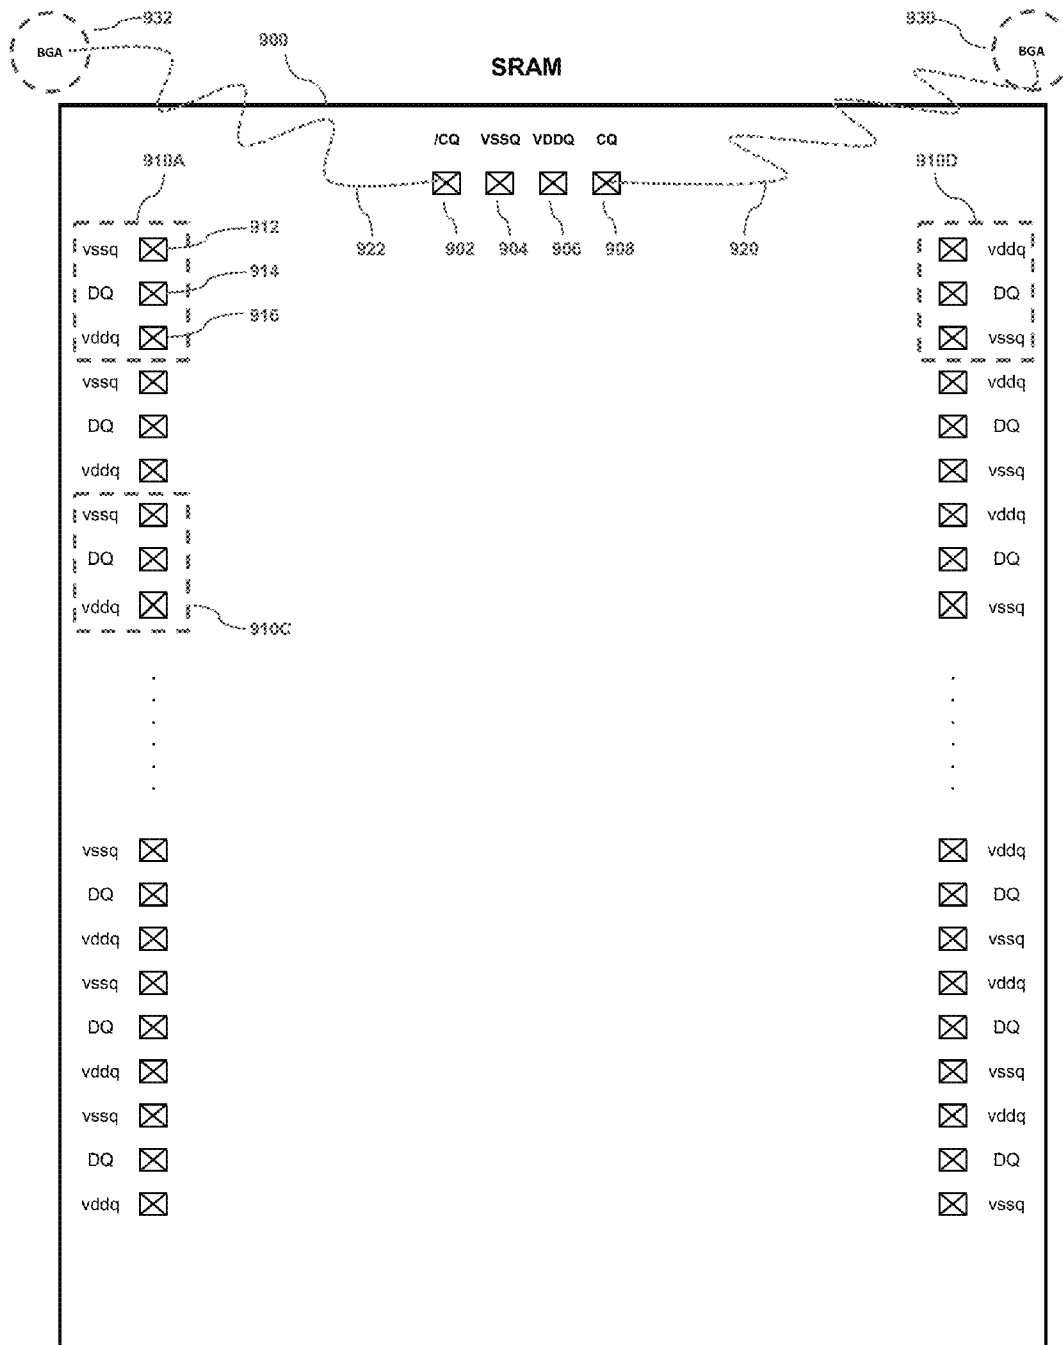 932
900
930
BGA
BGA
SRAM
/CQ VSSQ VDDQ CQ
910A
910D
922 902 904 906 908 920
vssq 912 vddq
DQ 914 DQ
vddq 916 vssq
vssq vddq
DQ DQ
vddq vssq
vssq vddq
DQ DQ
vddq vssq
910C
vssq vddq
DQ DQ
vddq vssq
vssq vddq
DQ DQ
vddq vssq
vssq vddq
DQ DQ
vddq vssq